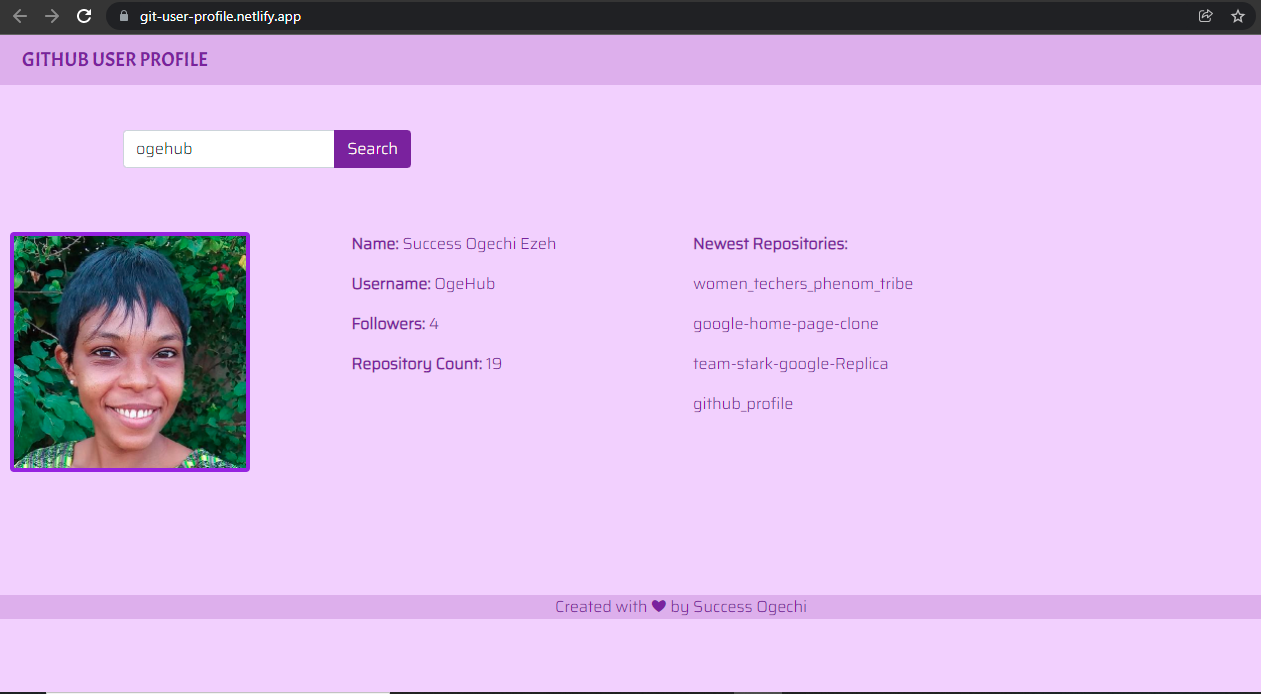 git-user-profile.netlify.app
GITHUB USER PROFILE
ogehub Search
Name: Success Ogechi Ezeh
Username: OgeHub
Followers: 4
Repository Count: 19
Newest Repositories:
women_techers_phenom_tribe
google-home-page-clone
team-stark-google-Replica
github_profile
Created with ♥ by Success Ogechi